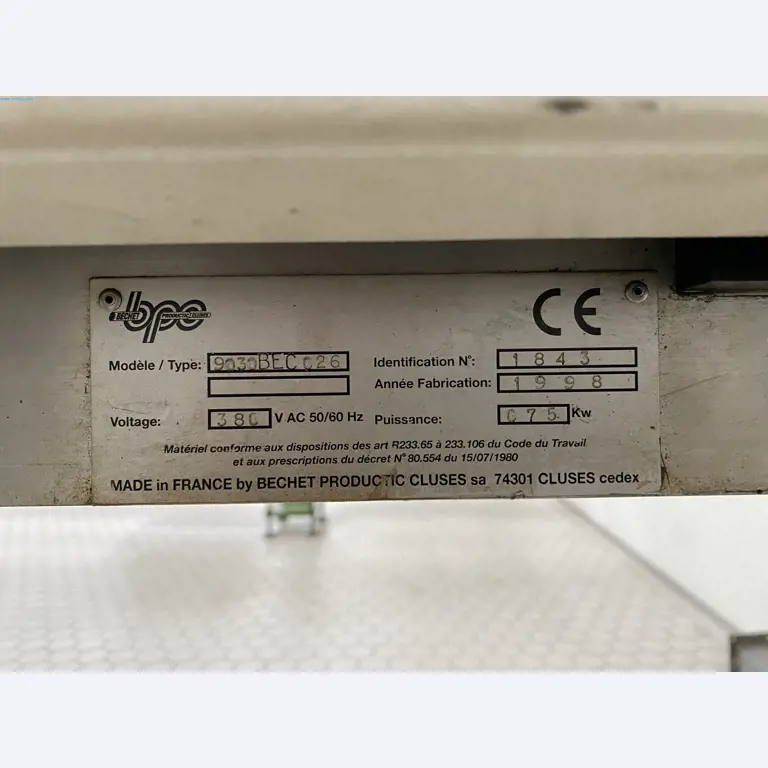 bpc
BECHET PRODUCTIC CLUSES
CE
Modèle / Type: 9030BEC026
Identification N°: 1843
Année Fabrication: 1998
Voltage: 380 V AC 50/60 Hz
Puissance: 075 Kw
Matériel conforme aux dispositions des art R233.65 à 233.106 du Code du Travail
et aux prescriptions du décret N° 80.554 du 15/07/1980
MADE in FRANCE by BECHET PRODUCTIC CLUSES sa 74301 CLUSES cedex